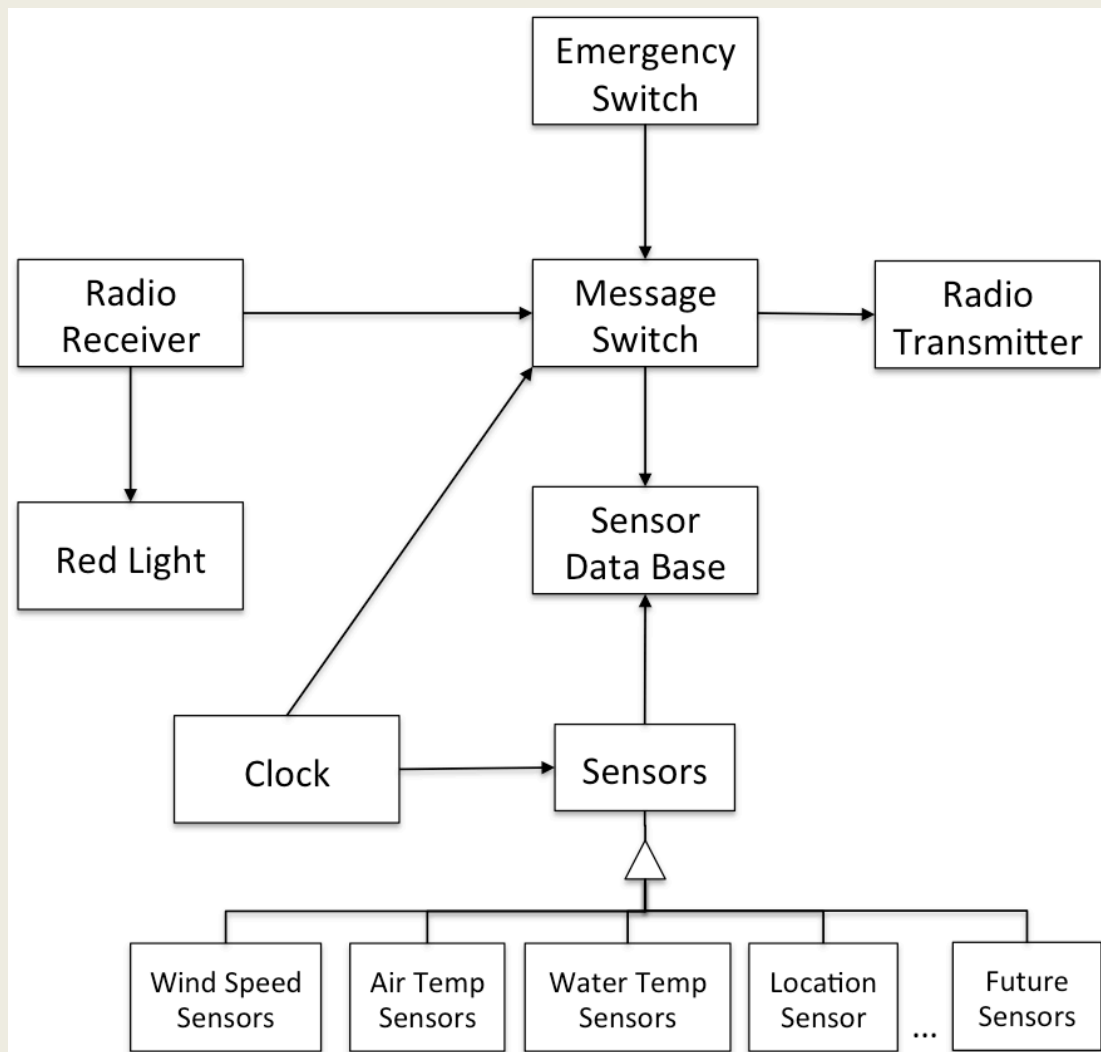 Emergency
Switch
Radio
Receiver
Message
Switch
Radio
Transmitter
Red Light
Sensor
Data Base
Clock
Sensors
Wind Speed
Sensors
Air Temp
Sensors
Water Temp
Sensors
Location
Sensor
...
Future
Sensors